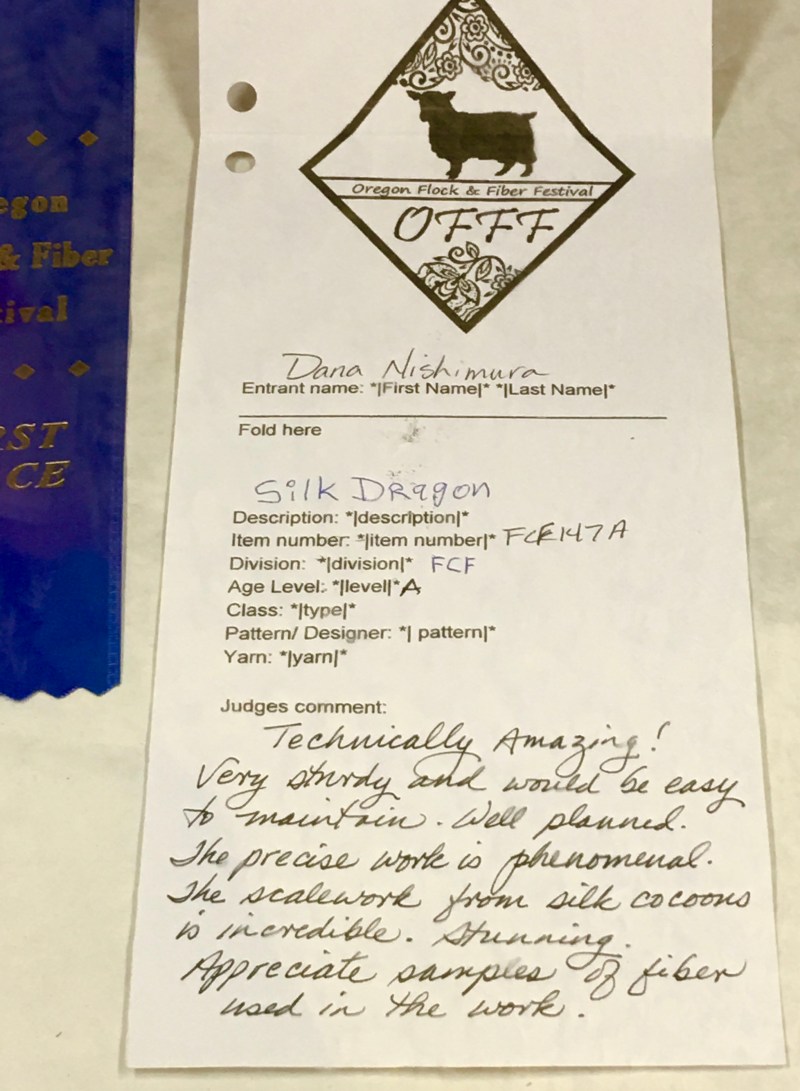 egon
& Fiber
ival
RST
CE
Oregon Flock & Fiber Festival
OFFF
Dana Nishimura
Entrant name: *|First Name|* *|Last Name|*
Fold here
Silk Dragon
Description: *|description|*
Item number: *|item number|* FCF147A
Division: *|division|* FCF
Age Level: *|level|* A
Class: *|type|*
Pattern/ Designer: *| pattern|*
Yarn: *|yarn|*
Judges comment:
Technically Amazing!
Very sturdy and would be easy
to maintain. Well planned.
The precise work is phenomenal.
The scalework from silk cocoons
is incredible. Stunning.
Appreciate samples of fiber
used in the work.